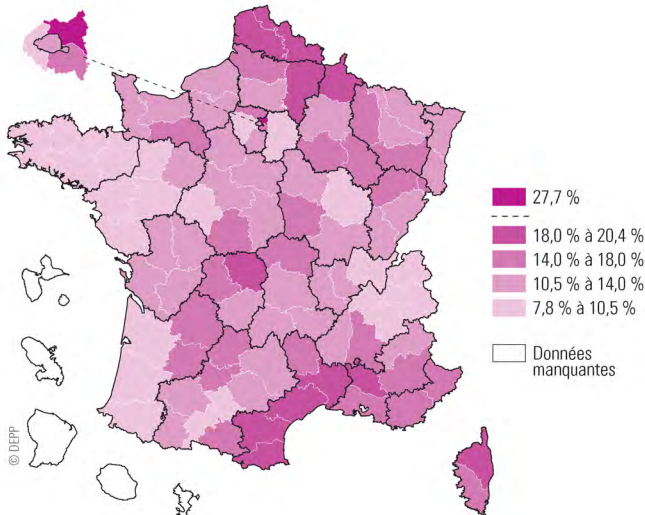 27,7 %
18,0 % à 20,4 %
14,0 % à 18,0 %
10,5 % à 14,0 %
7,8 % à 10,5 %
Données
manquantes
© DEPP